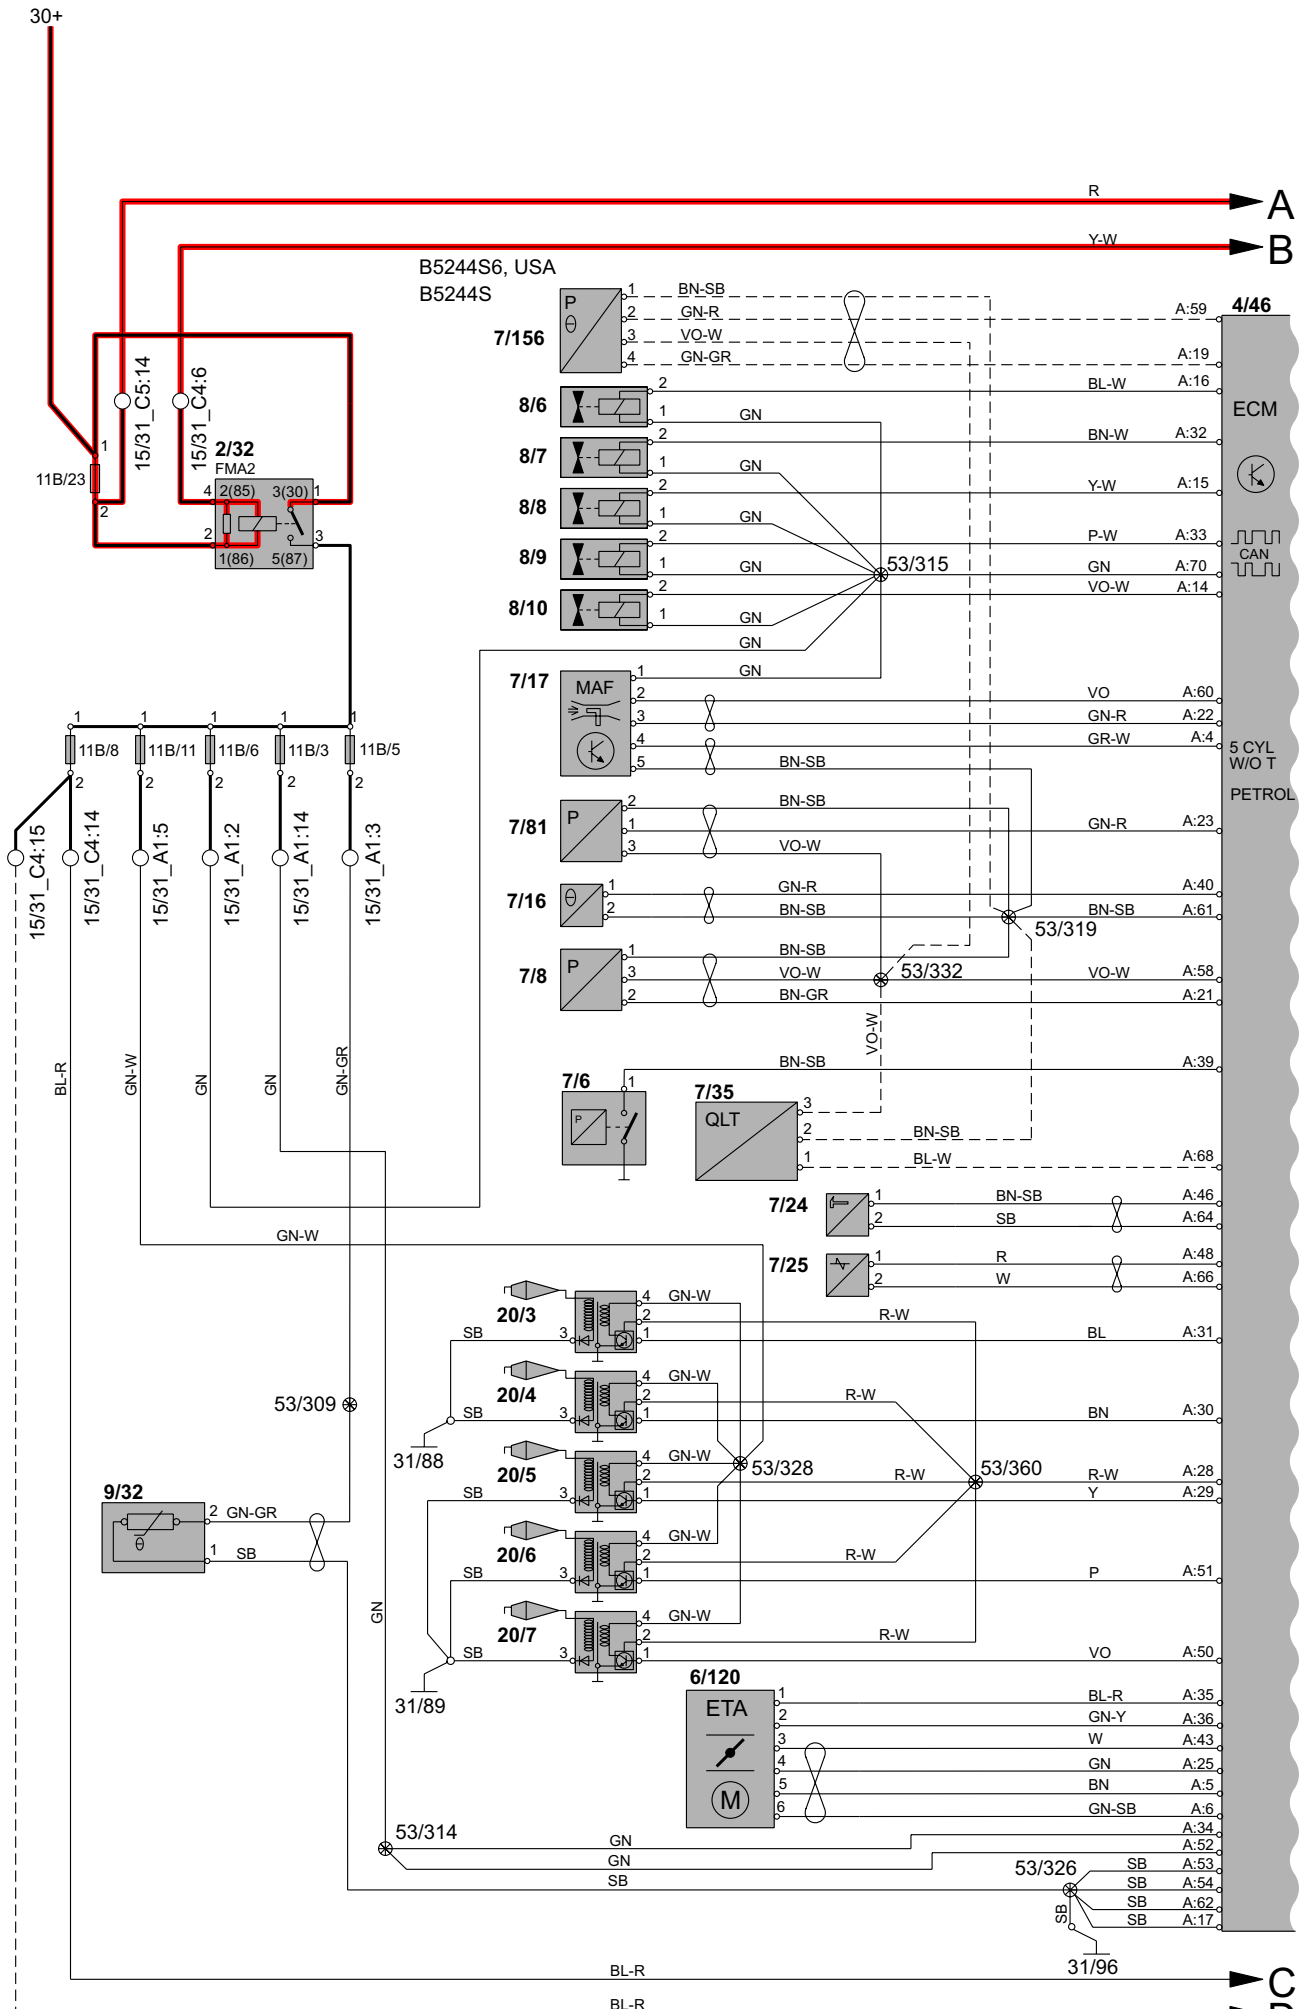 30+
R
A
Y-W
B
B5244S6, USA
B5244S
7/156
P
1
BN-SB
2
GN-R
A:59
4/46
3
VO-W
4
GN-GR
A:19
15/31_C5:14
15/31_C4:6
8/6
2
BL-W
A:16
ECM
1
GN
11B/23
1
2
2/32
FMA2
4
2(85)
3(30)
1
2
1(86)
5(87)
3
8/7
2
BN-W
A:32
1
GN
8/8
2
Y-W
A:15
1
GN
8/9
2
P-W
A:33
CAN
1
GN
53/315
GN
A:70
8/10
2
VO-W
A:14
1
GN
GN
7/17
MAF
1
GN
2
VO
A:60
3
GN-R
A:22
4
GR-W
A:4
5
BN-SB
5 CYL
W/O T
PETROL
1
1
1
1
1
11B/8
11B/11
11B/6
11B/3
11B/5
2
2
2
2
2
7/81
P
2
BN-SB
1
GN-R
A:23
3
VO-W
15/31_C4:15
15/31_C4:14
15/31_A1:5
15/31_A1:2
15/31_A1:14
15/31_A1:3
7/16
1
GN-R
A:40
2
BN-SB
BN-SB
A:61
53/319
7/8
P
1
BN-SB
3
VO-W
53/332
VO-W
A:58
2
BN-GR
A:21
VO-W
BL-R
GN-W
GN
GN
GN-GR
7/6
P
1
BN-SB
A:39
7/35
QLT
3
2
BN-SB
1
BL-W
A:68
7/24
1
BN-SB
A:46
2
SB
A:64
GN-W
7/25
1
R
A:48
2
W
A:66
20/3
4
GN-W
2
R-W
SB
3
1
BL
A:31
20/4
4
GN-W
2
R-W
SB
3
1
BN
A:30
53/309
31/88
20/5
4
GN-W
53/328
2
R-W
53/360
R-W
A:28
SB
3
1
Y
A:29
9/32
2
GN-GR
1
SB
20/6
4
GN-W
2
R-W
SB
3
1
P
A:51
GN
20/7
4
GN-W
2
R-W
SB
3
1
VO
A:50
31/89
6/120
ETA
M
1
BL-R
A:35
2
GN-Y
A:36
3
W
A:43
4
GN
A:25
5
BN
A:5
6
GN-SB
A:6
53/314
GN
A:34
GN
A:52
SB
53/326
SB
A:53
SB
A:54
SB
A:62
SB
A:17
SB
31/96
BL-R
C
BL-R